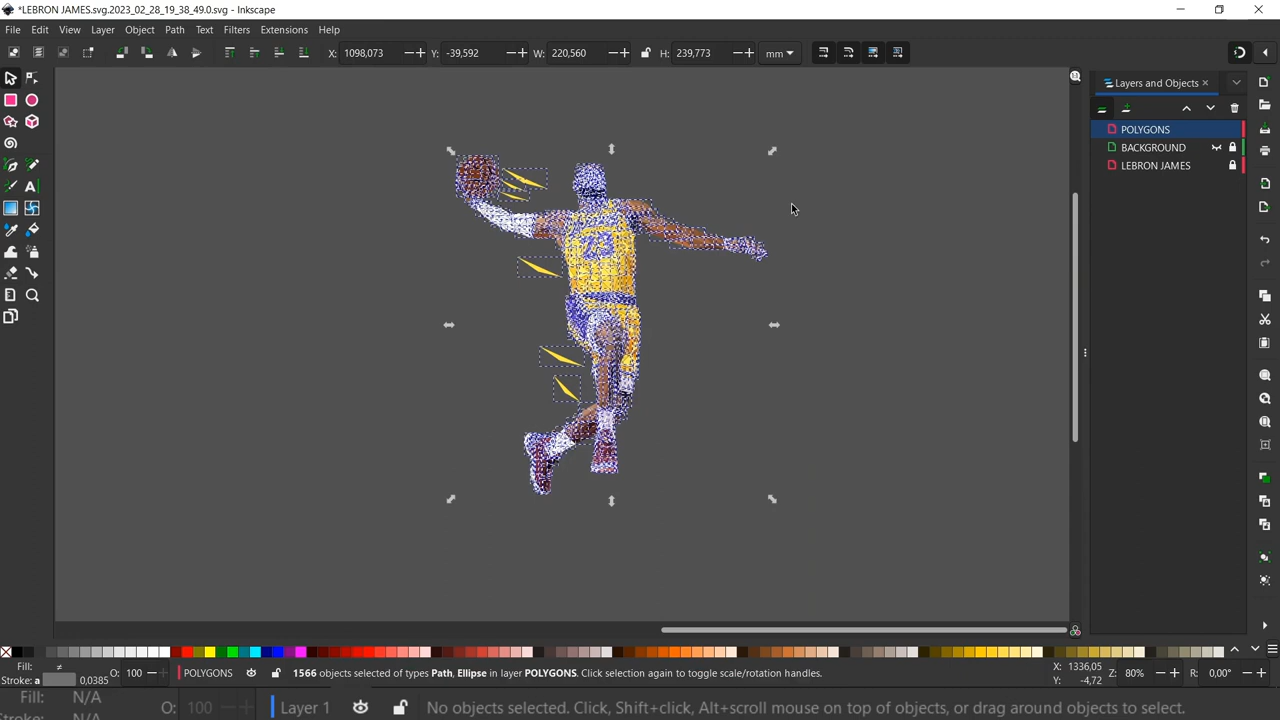 *LEBRON JAMES.svg.2023_02_28_19_38_49.0.svg - Inkscape
File Edit View Layer Object Path Text Filters Extensions Help
X: 1098,073 Y: -39,592 W: 220,560 H: 239,773 mm
Layers and Objects
POLYGONS
BACKGROUND
LEBRON JAMES
Fill: O: 100 POLYGONS 1566 objects selected of types Path, Ellipse in layer POLYGONS. Click selection again to toggle scale/rotation handles. X: 1336,05 Z: 80% R: 0,00°
Stroke: a 0,0385 Y: -4,72
Fill: N/A O: 100 Layer 1 No objects selected. Click, Shift+click, Alt+scroll mouse on top of objects, or drag around objects to select.
Stroke: N/A